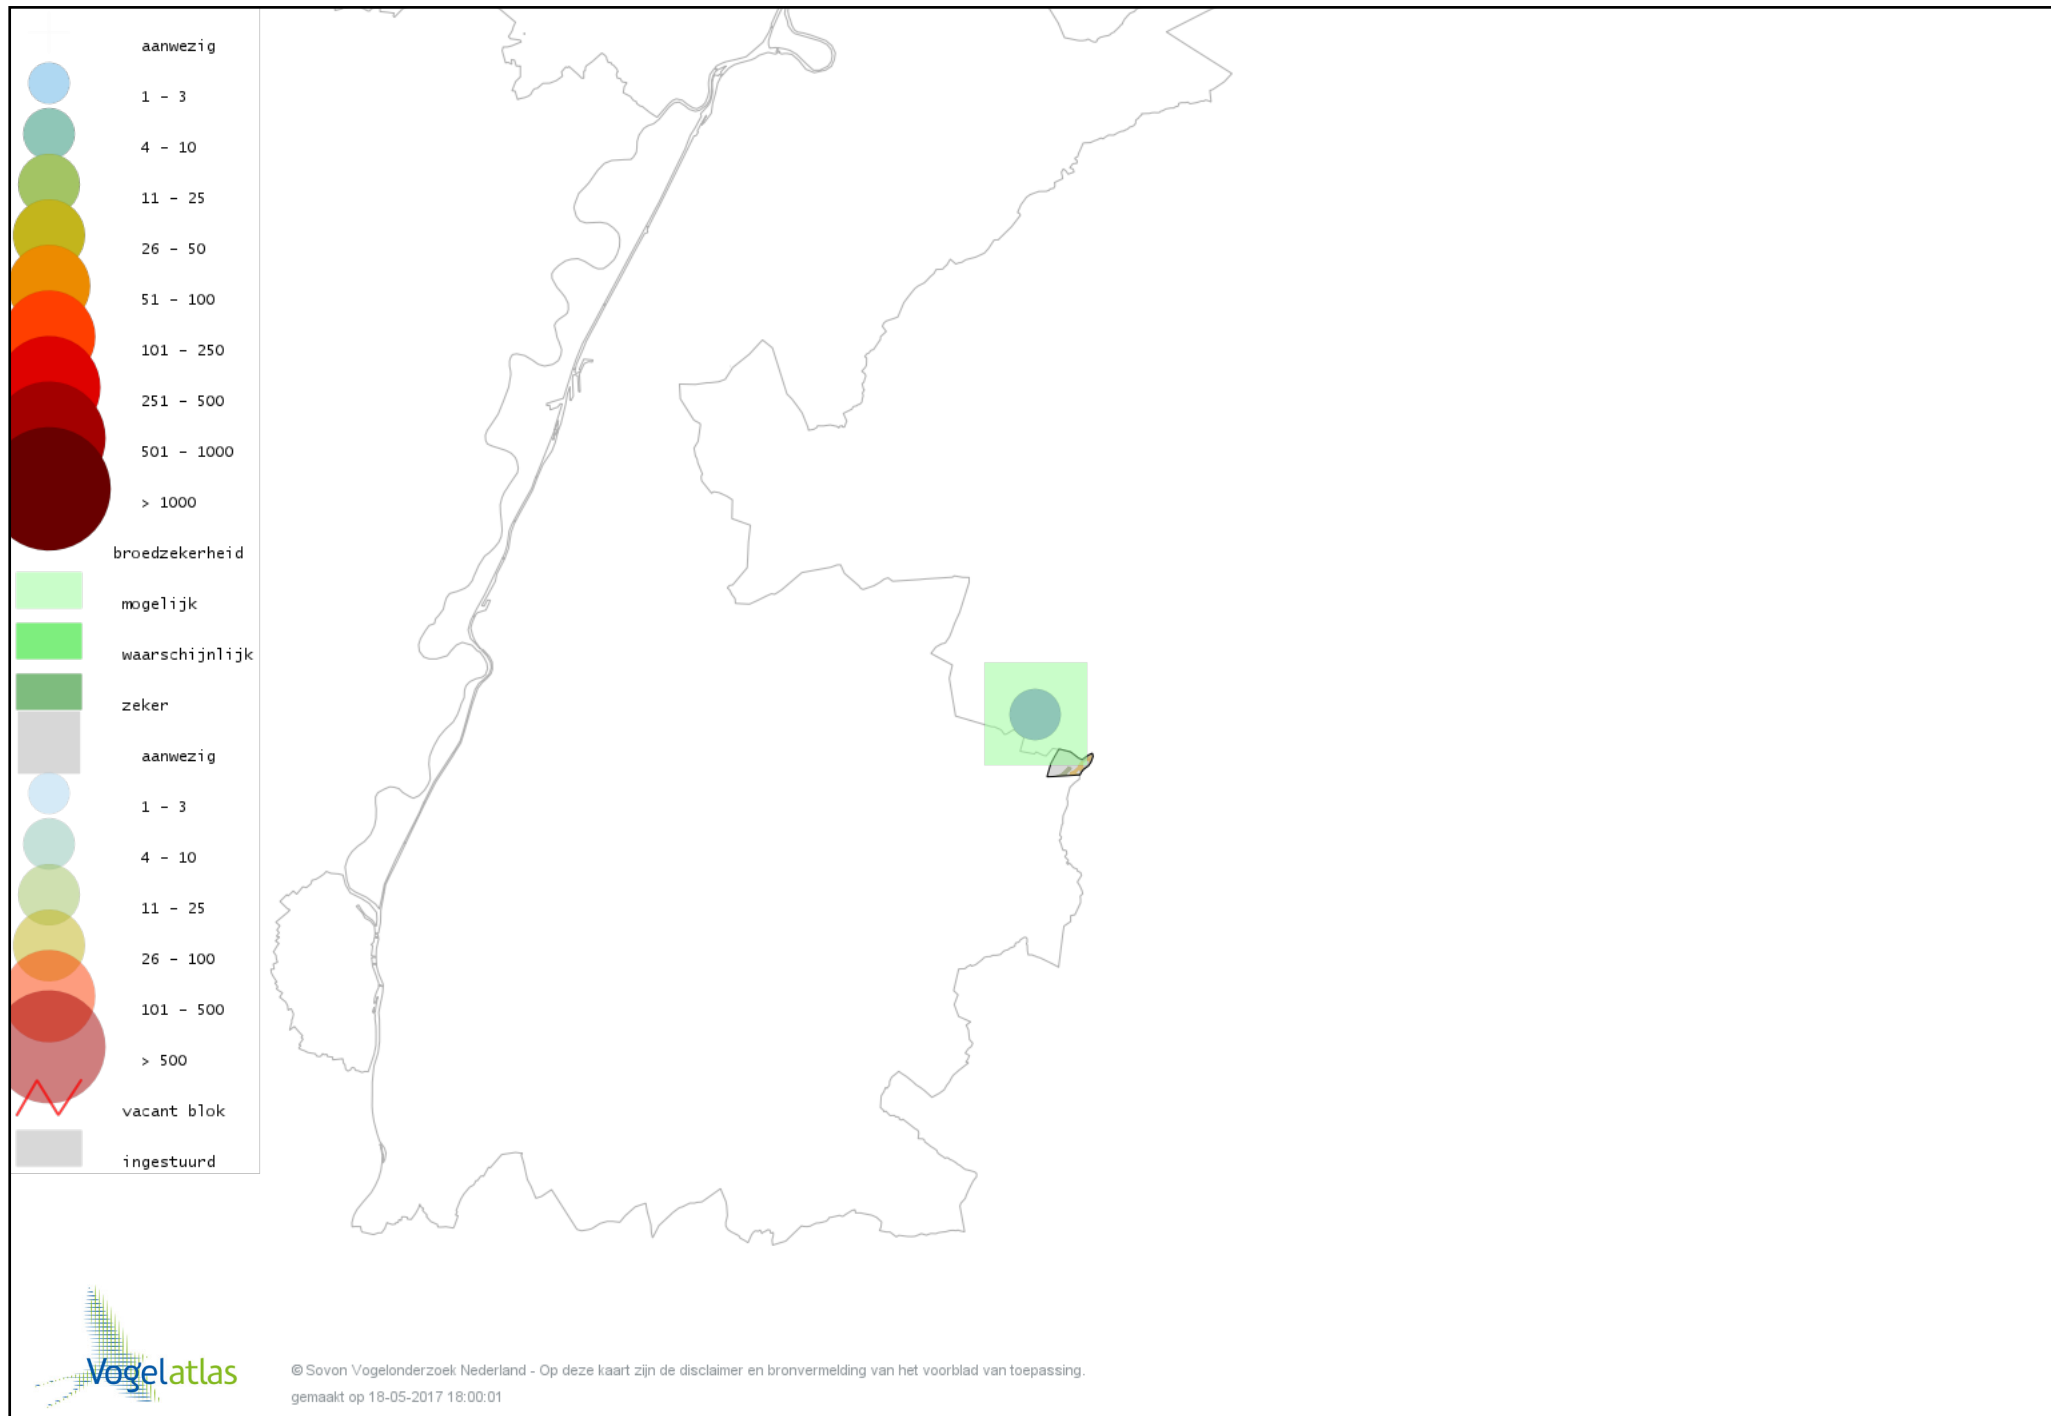 aanwezig
1 - 3
4 - 10
11 - 25
26 - 50
51 - 100
101 - 250
251 - 500
501 - 1000
> 1000
broedzekerheid
mogelijk
waarschijnlijk
zeker
aanwezig
1 - 3
4 - 10
11 - 25
26 - 100
101 - 500
> 500
vacant blok
ingestuurd
Vogelatlas
© Sovon Vogelonderzoek Nederland - Op deze kaart zijn de disclaimer en bronvermelding van het voorblad van toepassing.
gemaakt op 18-05-2017 18:00:01